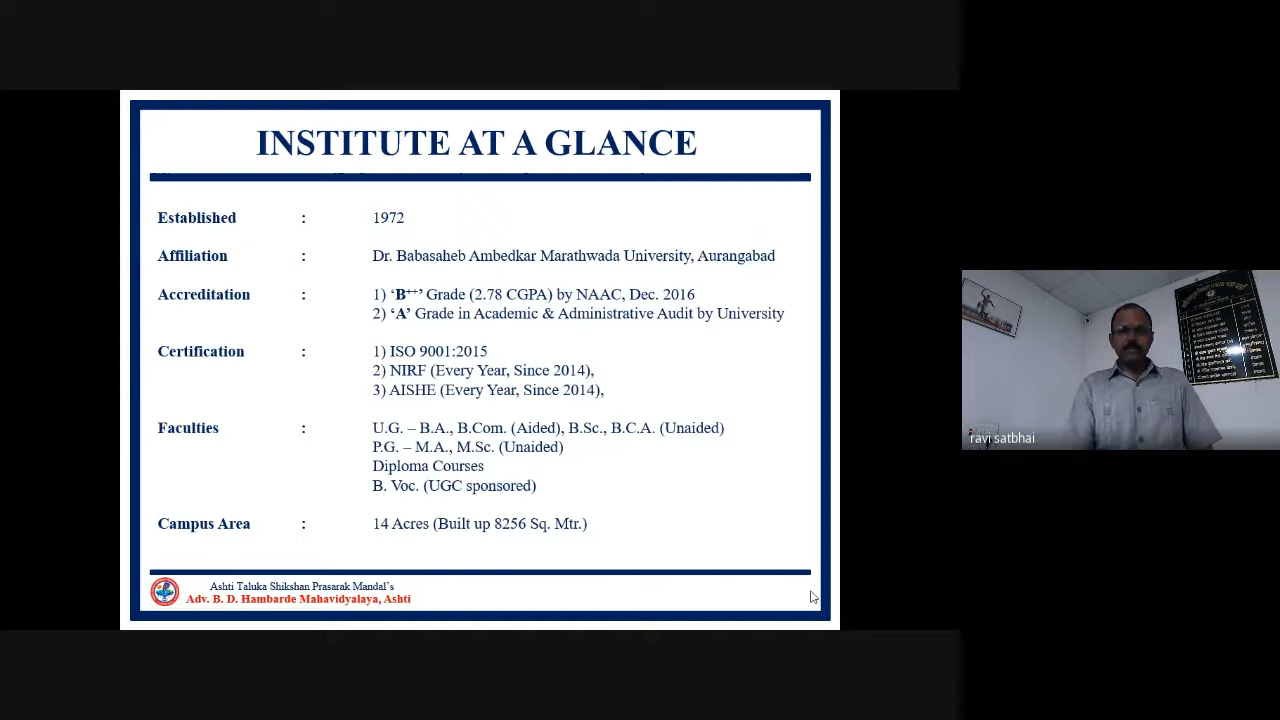 INSTITUTE AT A GLANCE
Established : 1972
Affiliation : Dr. Babasaheb Ambedkar Marathwada University, Aurangabad
Accreditation : 1) ‘B++’ Grade (2.78 CGPA) by NAAC, Dec. 2016
2) ‘A’ Grade in Academic & Administrative Audit by University
Certification : 1) ISO 9001:2015
2) NIRF (Every Year, Since 2014),
3) AISHE (Every Year, Since 2014),
Faculties : U.G. – B.A., B.Com. (Aided), B.Sc., B.C.A. (Unaided)
P.G. – M.A., M.Sc. (Unaided)
Diploma Courses
B. Voc. (UGC sponsored)
Campus Area : 14 Acres (Built up 8256 Sq. Mtr.)
Ashti Taluka Shikshan Prasarak Mandal’s
Adv. B. D. Hambarde Mahavidyalaya, Ashti
ravi satbhai